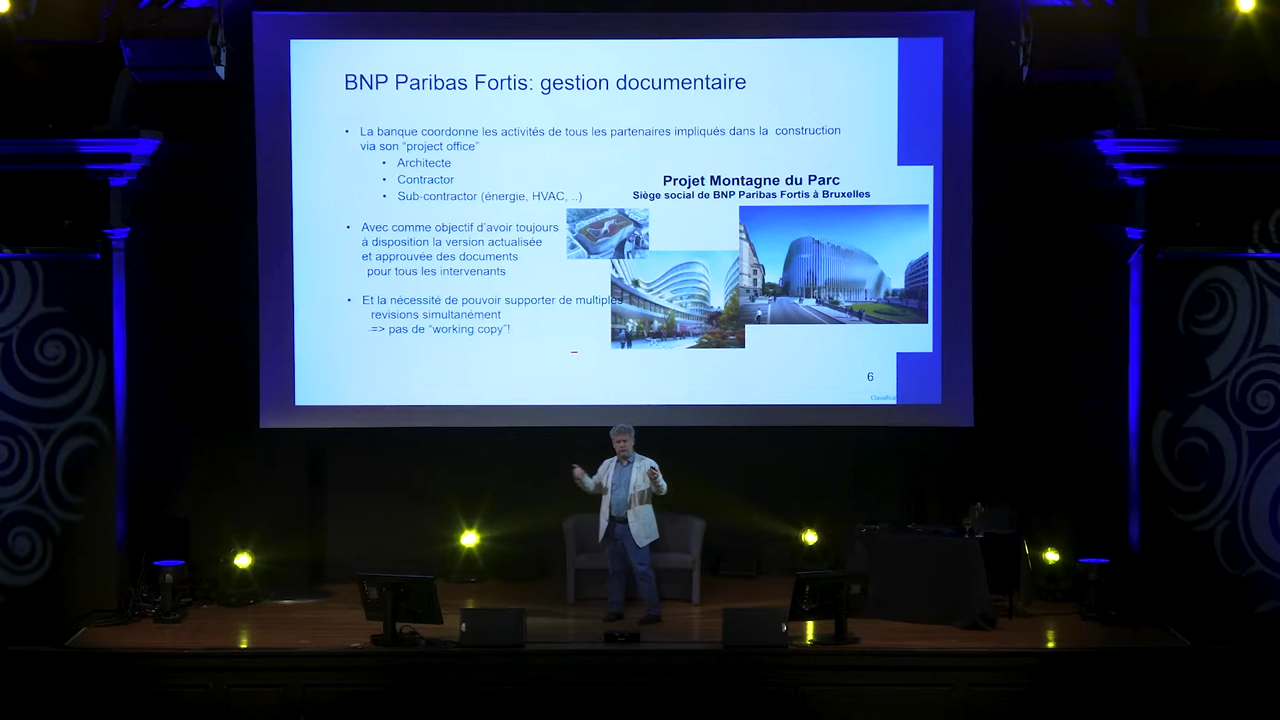 BNP Paribas Fortis: gestion documentaire
• La banque coordonne les activités de tous les partenaires impliqués dans la construction
via son "project office"
• Architecte
• Contractor
• Sub-contractor (énergie, HVAC, ..)
Projet Montagne du Parc
Siège social de BNP Paribas Fortis à Bruxelles
• Avec comme objectif d'avoir toujours
à disposition la version actualisée
et approuvée des documents
pour tous les intervenants
• Et la nécessité de pouvoir supporter de multiples
revisions simultanément
=> pas de "working copy"!
6